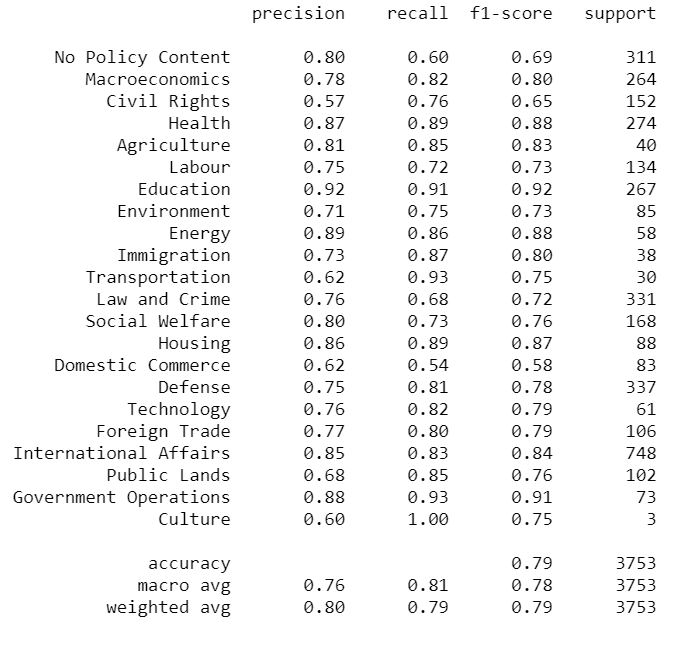 precision recall f1-score support
No Policy Content 0.80 0.60 0.69 311
Macroeconomics 0.78 0.82 0.80 264
Civil Rights 0.57 0.76 0.65 152
Health 0.87 0.89 0.88 274
Agriculture 0.81 0.85 0.83 40
Labour 0.75 0.72 0.73 134
Education 0.92 0.91 0.92 267
Environment 0.71 0.75 0.73 85
Energy 0.89 0.86 0.88 58
Immigration 0.73 0.87 0.80 38
Transportation 0.62 0.93 0.75 30
Law and Crime 0.76 0.68 0.72 331
Social Welfare 0.80 0.73 0.76 168
Housing 0.86 0.89 0.87 88
Domestic Commerce 0.62 0.54 0.58 83
Defense 0.75 0.81 0.78 337
Technology 0.76 0.82 0.79 61
Foreign Trade 0.77 0.80 0.79 106
International Affairs 0.85 0.83 0.84 748
Public Lands 0.68 0.85 0.76 102
Government Operations 0.88 0.93 0.91 73
Culture 0.60 1.00 0.75 3
accuracy 0.79 3753
macro avg 0.76 0.81 0.78 3753
weighted avg 0.80 0.79 0.79 3753